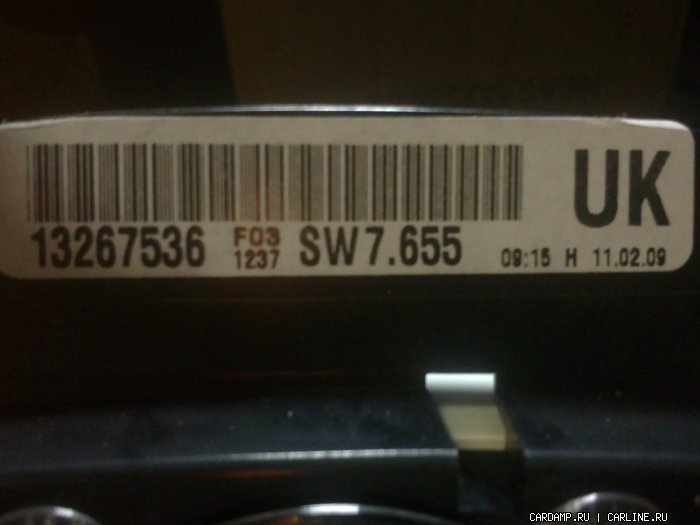 UK
13267536 F03 1237 SW7.655 09:15 H 11.02.09
CARDAMP.RU | CARLINE.RU